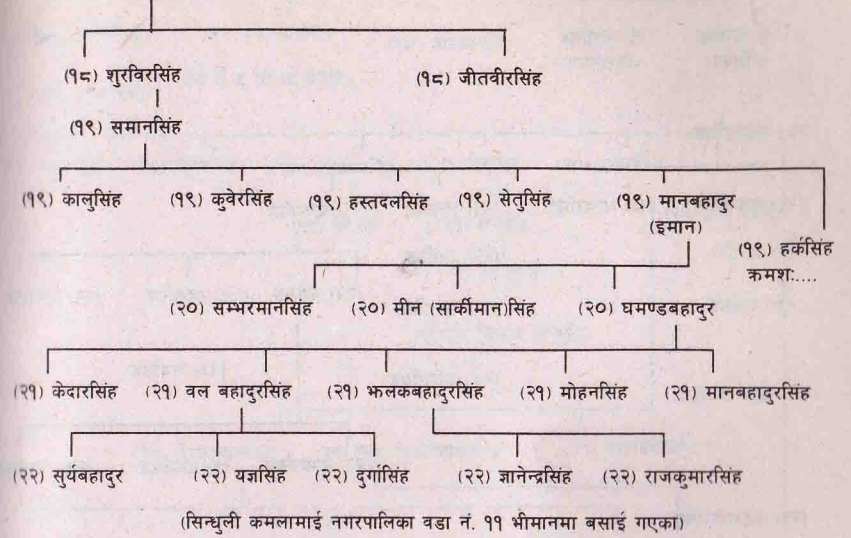 (१८) शुरविरसिंह (१८) जीतवीरसिंह
(१९) समानसिंह
(१९) कालुसिंह (१९) कुवेरसिंह (१९) हस्तदलसिंह (१९) सेतुसिंह (१९) मानबहादुर
(इमान)
(१९) हर्कसिंह
क्रमशः....
(२०) सम्भरमानसिंह (२०) मीन (सार्कीमान)सिंह (२०) घमण्डबहादुर
(२१) केदारसिंह (२१) वल बहादुरसिंह (२१) झलकबहादुरसिंह (२१) मोहनसिंह (२१) मानबहादुरसिंह
(२२) सुर्यबहादुर (२२) यज्ञसिंह (२२) दुर्गासिंह (२२) ज्ञानेन्द्रसिंह (२२) राजकुमारसिंह
(सिन्धुली कमलामाई नगरपालिका वडा नं. ११ भीमानमा बसाई गएका)